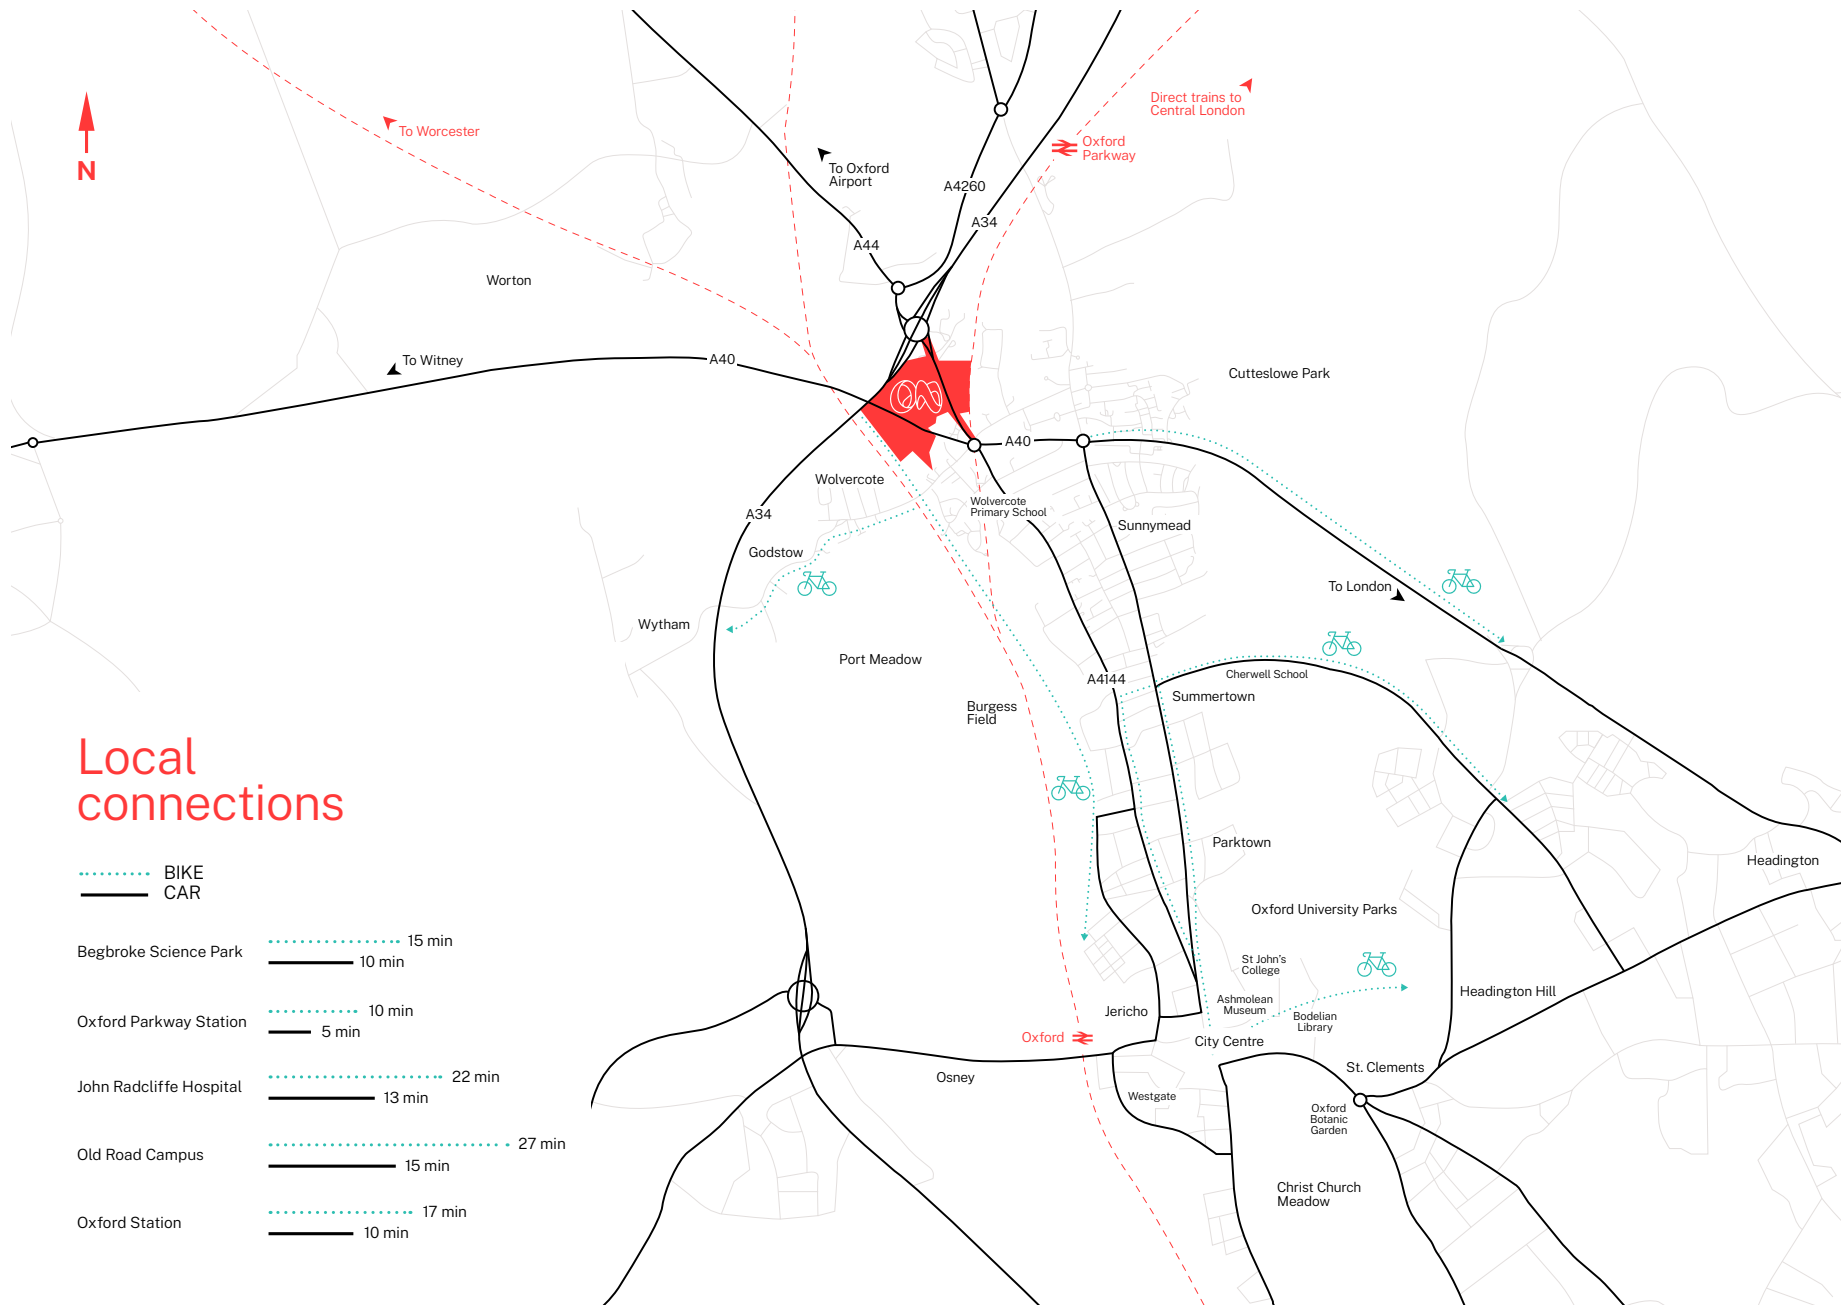 N
To Worcester
Direct trains to
Central London
Oxford
Parkway
To Oxford
Airport
A4260
A34
A44
Worton
To Witney
A40
Cutteslowe Park
ON
A40
Wolvercote
Wolvercote
Primary School
A34
Sunnymead
Godstow
To London
Wytham
Port Meadow
A4144
Cherwell School
Summertown
Burgess
Field
Local
connections
Parktown
Headington
BIKE
CAR
Oxford University Parks
Begbroke Science Park
15 min
10 min
St John's
College
Headington Hill
Ashmolean
Museum
Jericho
Bodelian
Library
Oxford Parkway Station
10 min
5 min
Oxford
City Centre
St. Clements
Osney
John Radcliffe Hospital
22 min
13 min
Westgate
Oxford
Botanic
Garden
Old Road Campus
27 min
15 min
Christ Church
Meadow
Oxford Station
17 min
10 min